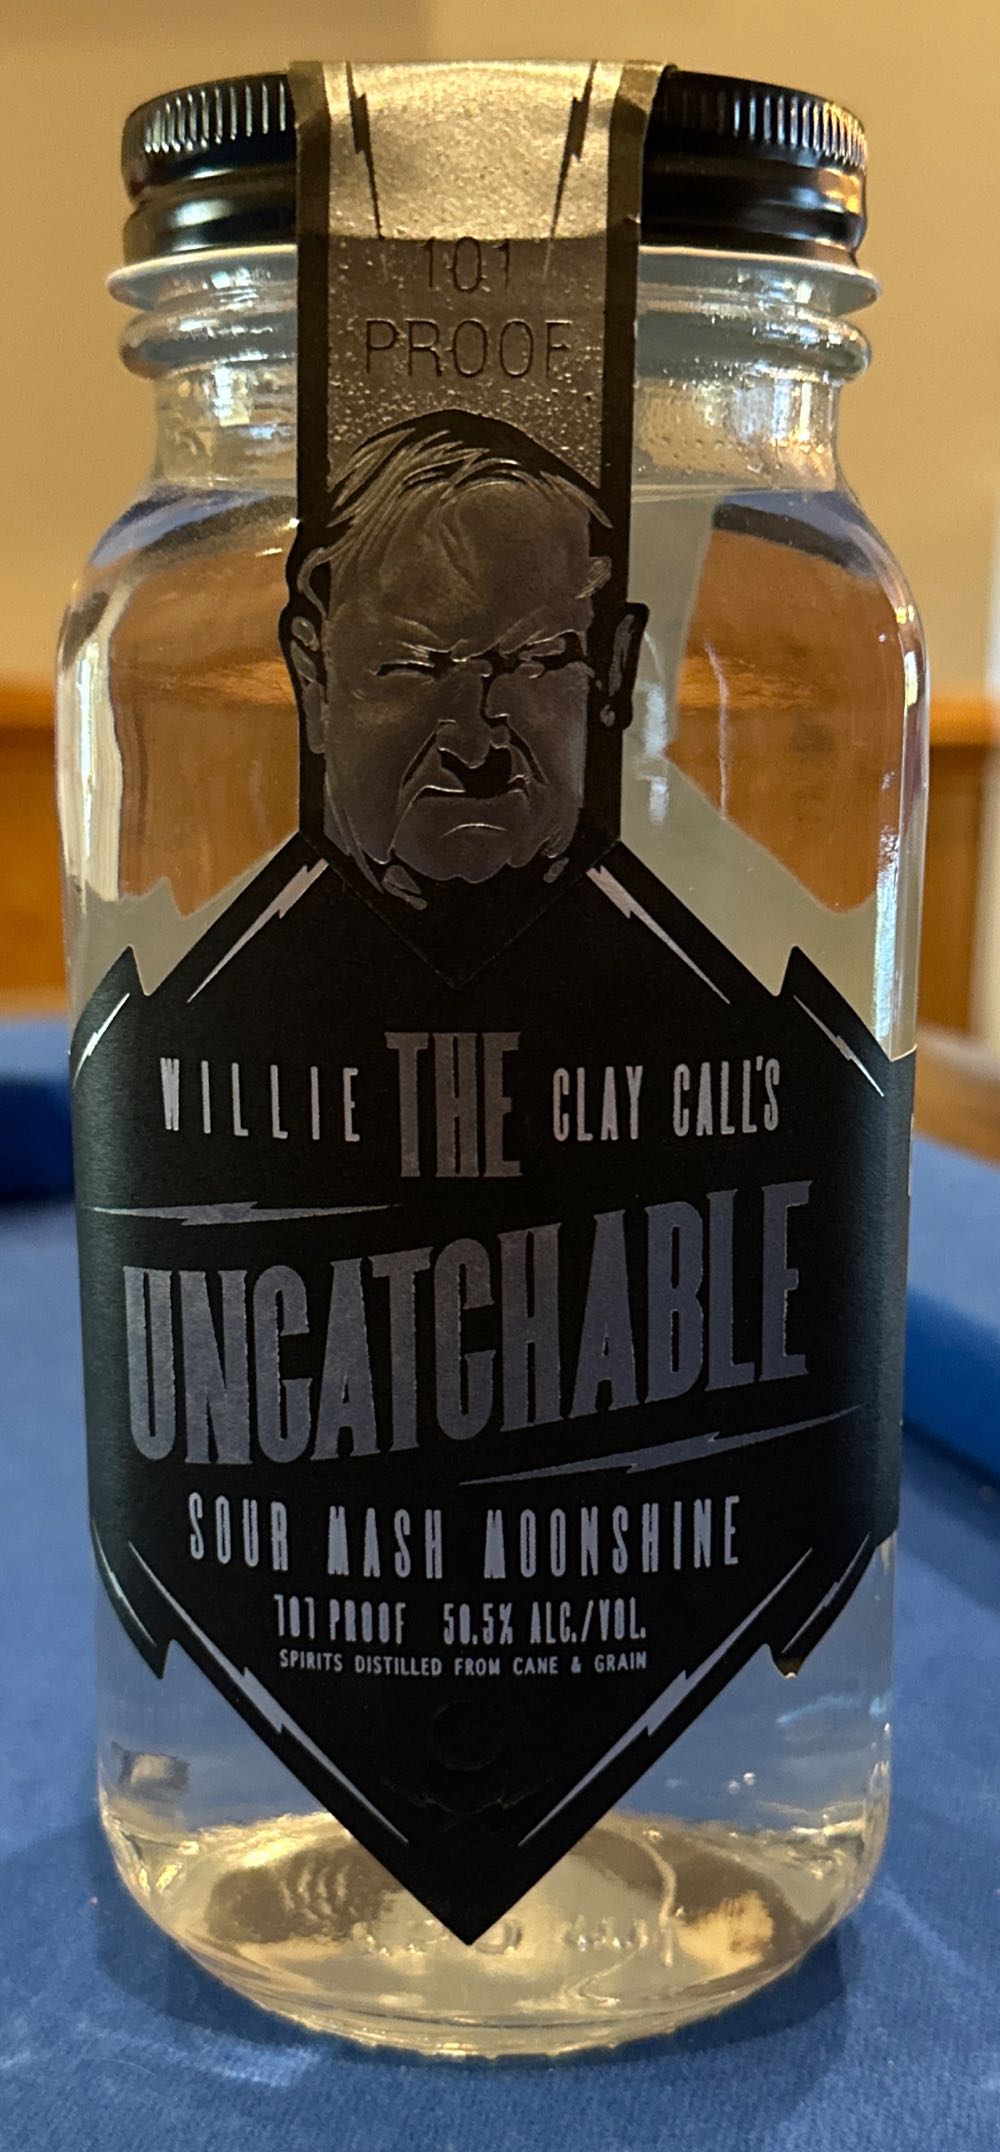 101
PROOF
WILLIE THE CLAY CALL'S
UNCATCHABLE
SOUR MASH MOONSHINE
101 PROOF 50.5% ALC./VOL.
SPIRITS DISTILLED FROM CANE & GRAIN